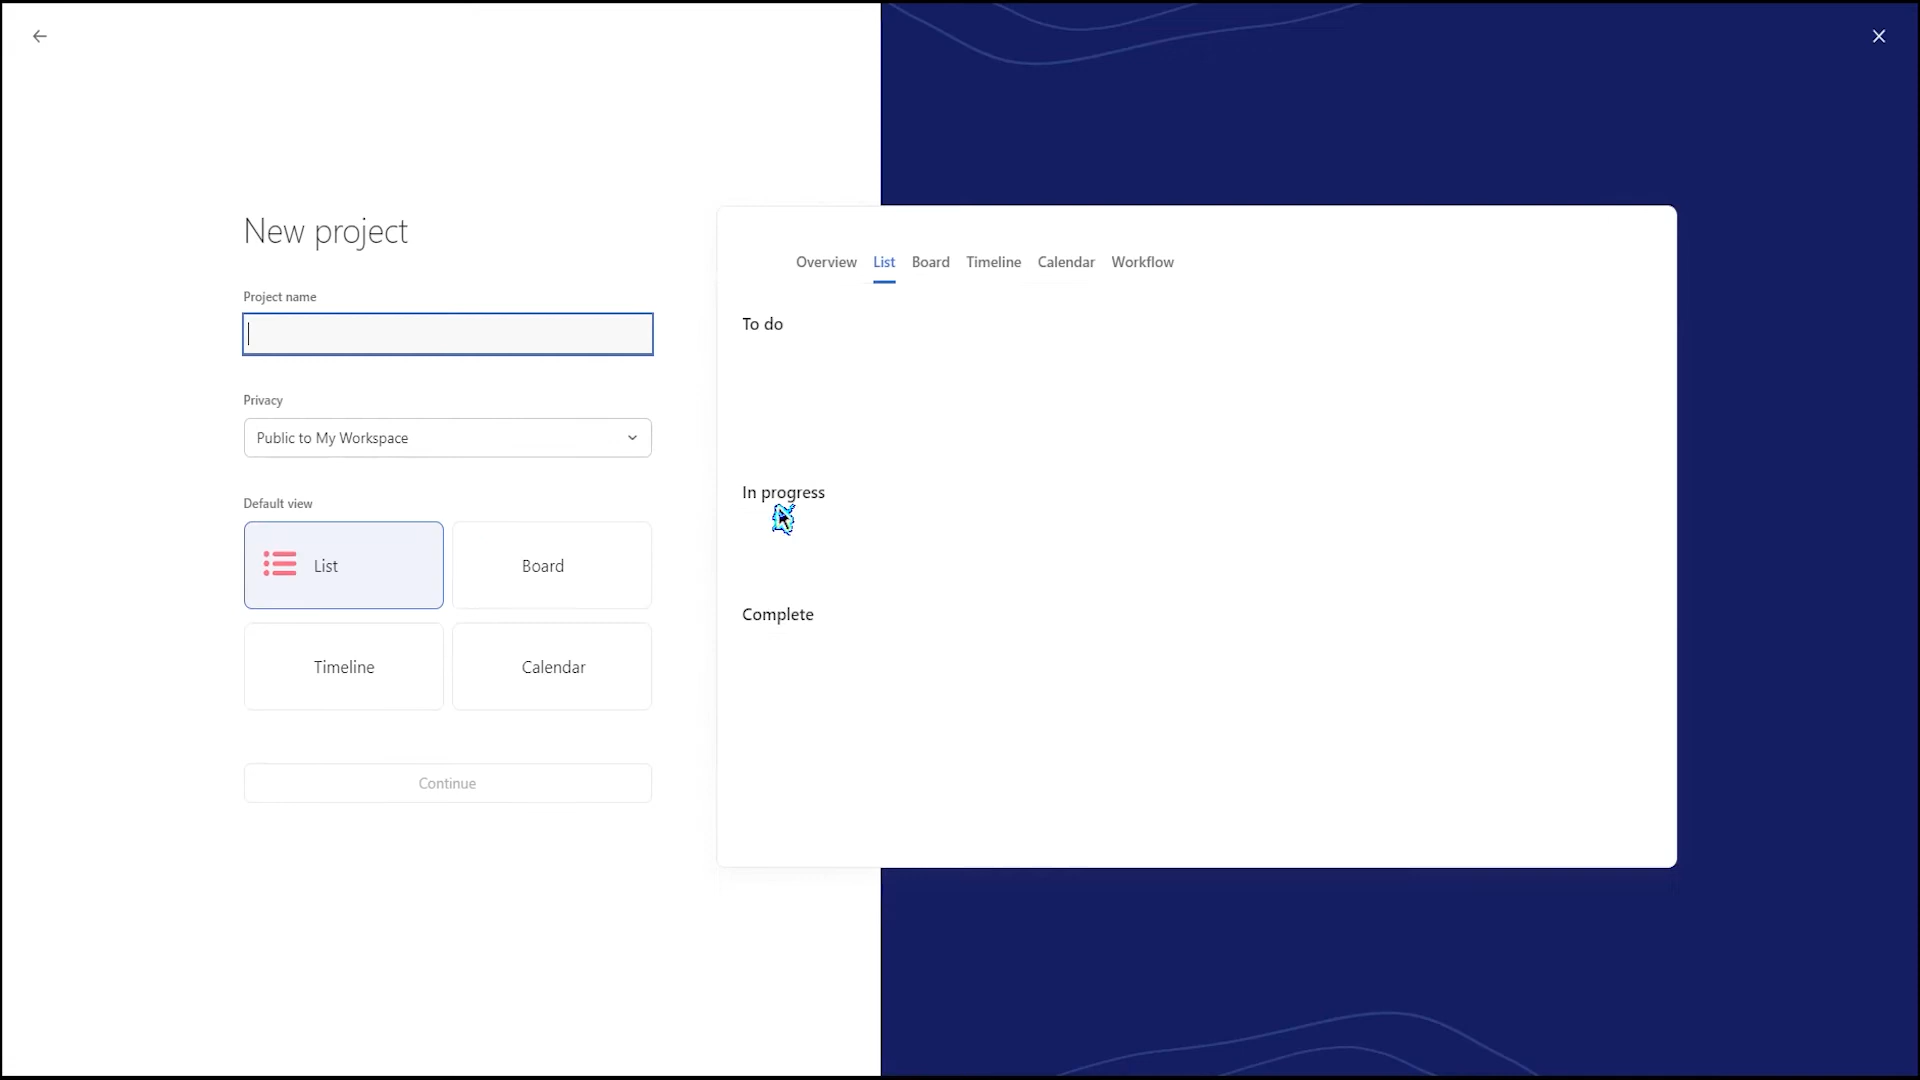 New project
Project name
Privacy
Public to My Workspace
Default view
List
Board
Timeline
Calendar
Continue
Overview List Board Timeline Calendar Workflow
To do
In progress
Complete